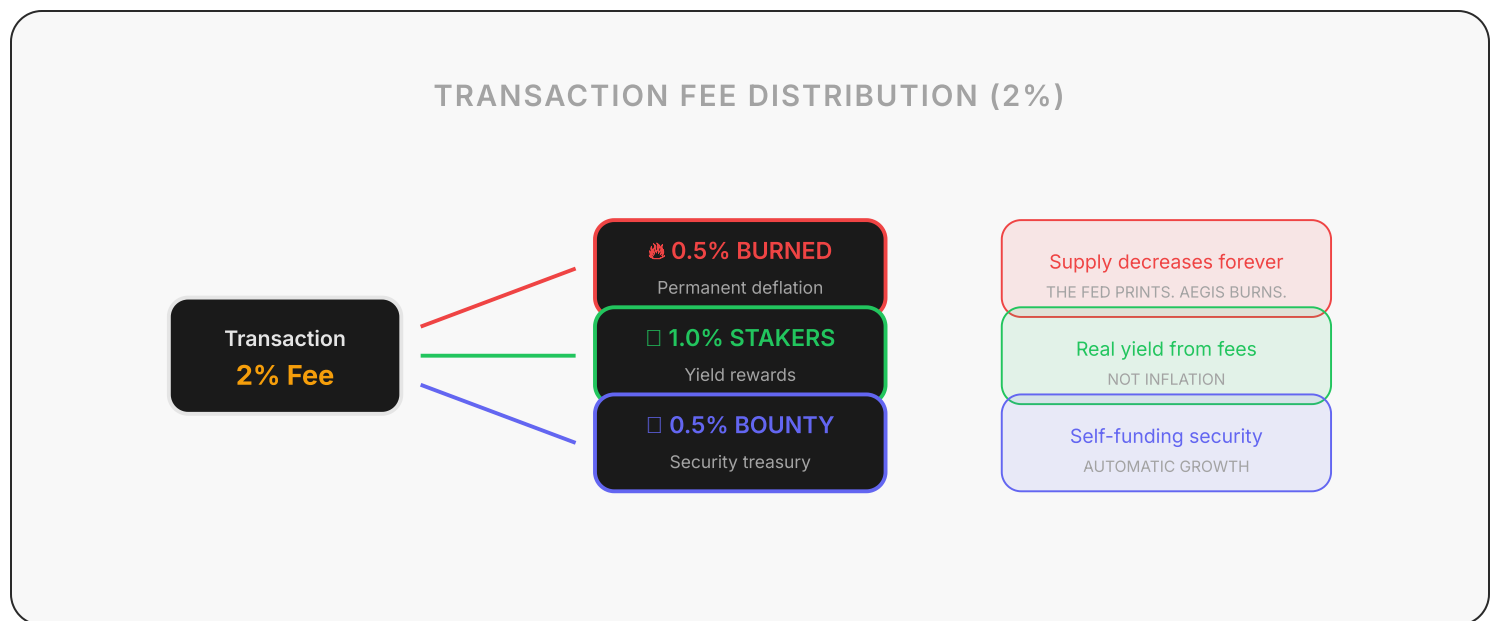 TRANSACTION FEE DISTRIBUTION (2%)
Transaction
2% Fee
🔥 0.5% BURNED
Permanent deflation
□ 1.0% STAKERS
Yield rewards
□ 0.5% BOUNTY
Security treasury
Supply decreases forever
THE FED PRINTS. AEGIS BURNS.
Real yield from fees
NOT INFLATION
Self-funding security
AUTOMATIC GROWTH